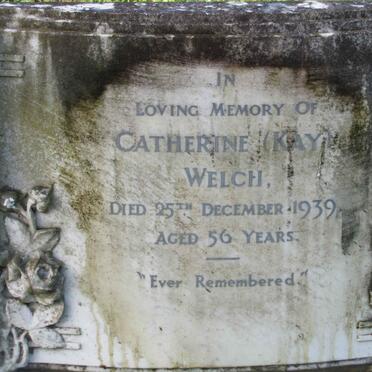 IN
LOVING MEMORY OF
CATHERINE (KAY)
WELCH,
DIED 25TH DECEMBER 1939,
AGED 56 YEARS.
"EVER REMEMBERED."